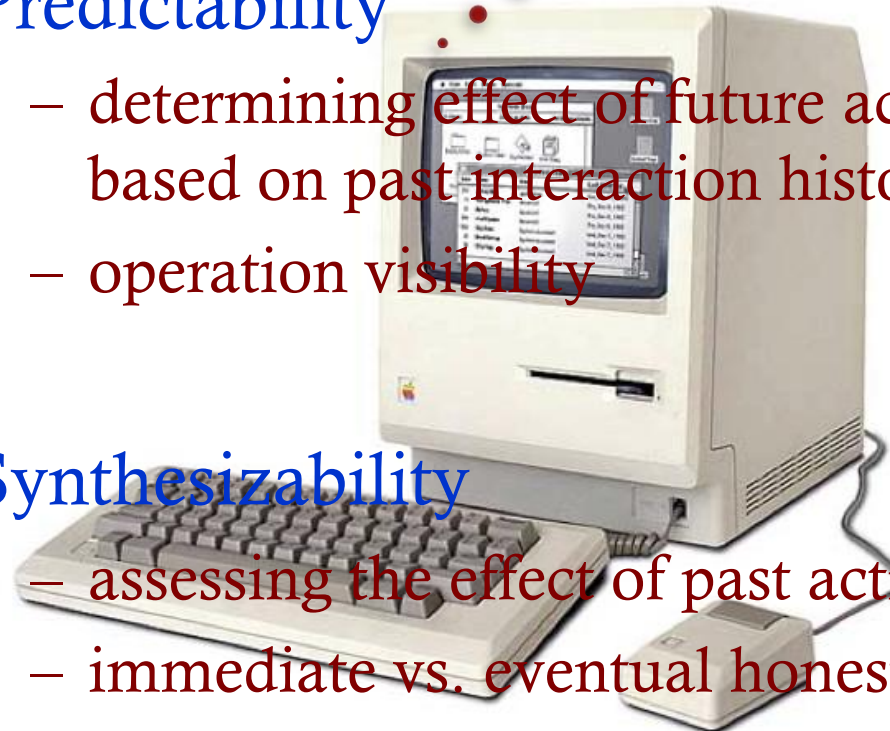 Predictability
– determining effect of future ac
based on past interaction histo
– operation visibility
Synthesizability
– assessing the effect of past act
– immediate vs. eventual hones